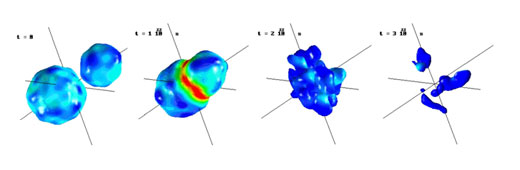 t = 0
t = 1 10 22 s
t = 2 10 22 s
t = 3 10 22 s